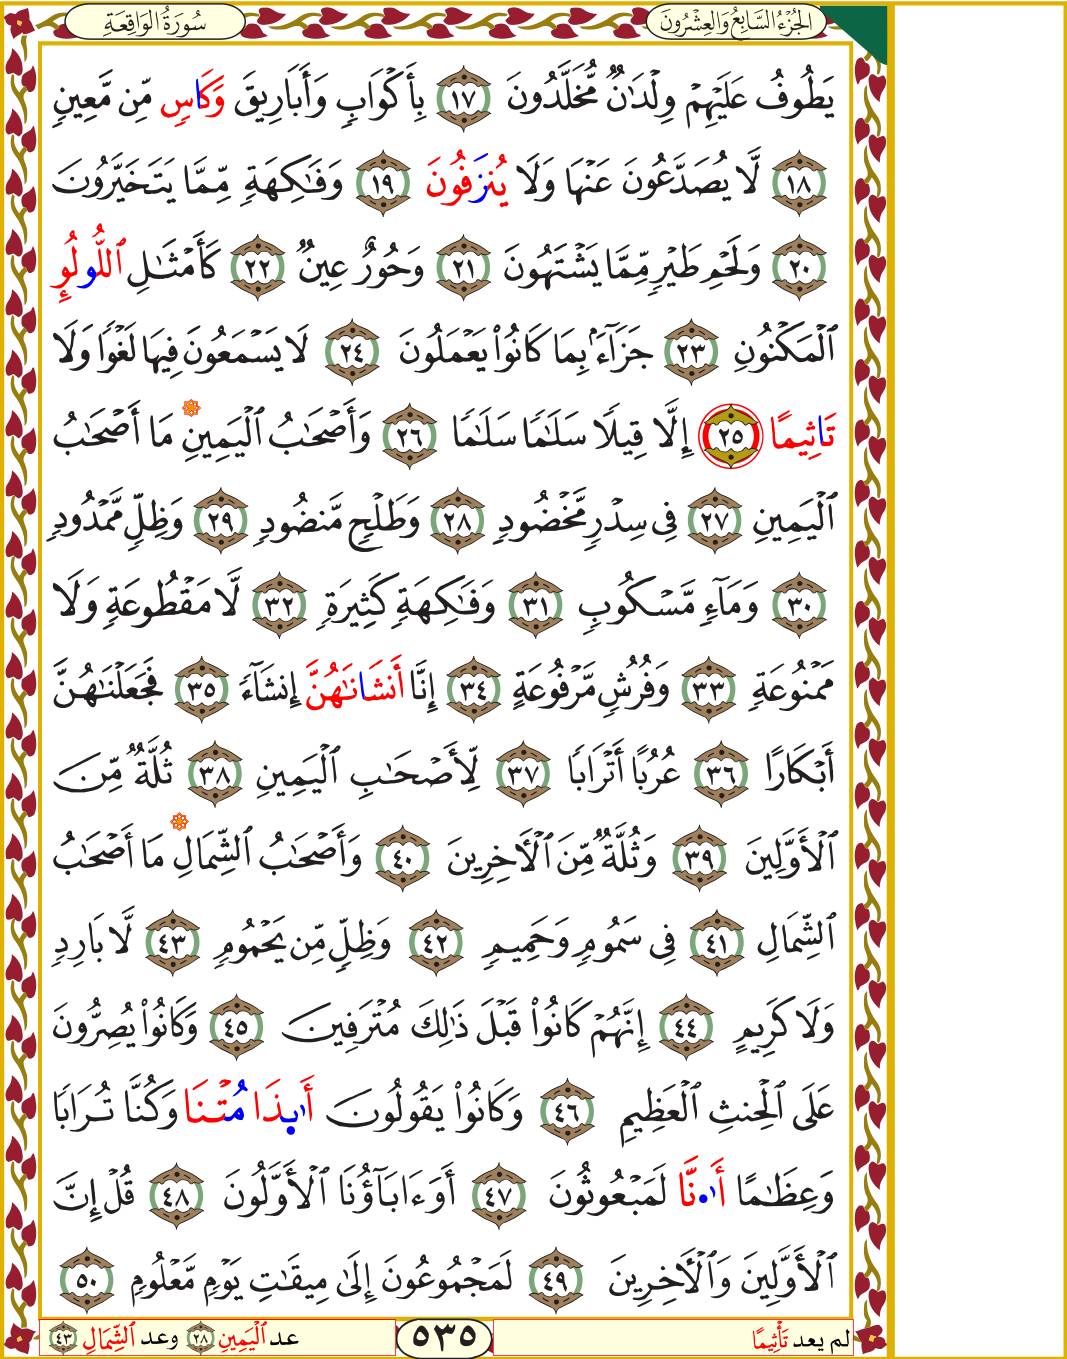 الجُزْءُ السَّابِعُ وَالعِشْرُونَ
سُورَةُ الوَاقِعَةِ
يَطُوفُ عَلَيْهِمْ وِلْدَٰنٌ مُّخَلَّدُونَ ١٧ بِأَكْوَابٍ وَأَبَارِيقَ وَكَاسٍ مِّن مَّعِينٍ
١٨ لَّا يُصَدَّعُونَ عَنْهَا وَلَا يُنزَفُونَ ١٩ وَفَٰكِهَةٍ مِّمَّا يَتَخَيَّرُونَ
٢٠ وَلَحْمِ طَيْرٍ مِّمَّا يَشْتَهُونَ ٢١ وَحُورٌ عِينٌ ٢٢ كَأَمْثَٰلِ ٱللُّولُوِٕ
ٱلْمَكْنُونِ ٢٣ جَزَآءَۢ بِمَا كَانُوا۟ يَعْمَلُونَ ٢٤ لَا يَسْمَعُونَ فِيهَا لَغْوًا وَلَا
تَاثِيمًا ٢٥ إِلَّا قِيلًا سَلَٰمًا سَلَٰمًا ٢٦ وَأَصْحَٰبُ ٱلْيَمِينِ مَا أَصْحَٰبُ
ٱلْيَمِينِ ٢٧ فِى سِدْرٍ مَّخْضُودٍ ٢٨ وَطَلْحٍ مَّنضُودٍ ٢٩ وَظِلٍّ مَّمْدُودٍ
٣٠ وَمَآءٍ مَّسْكُوبٍ ٣١ وَفَٰكِهَةٍ كَثِيرَةٍ ٣٢ لَّا مَقْطُوعَةٍ وَلَا
مَمْنُوعَةٍ ٣٣ وَفُرُشٍ مَّرْفُوعَةٍ ٣٤ إِنَّا أَنشَانَٰهُنَّ إِنشَآءً ٣٥ فَجَعَلْنَٰهُنَّ
أَبْكَارًا ٣٦ عُرُبًا أَتْرَابًا ٣٧ لِّأَصْحَٰبِ ٱلْيَمِينِ ٣٨ ثُلَّةٌ مِّنَ
ٱلْأَوَّلِينَ ٣٩ وَثُلَّةٌ مِّنَ ٱلْأَخِرِينَ ٤٠ وَأَصْحَٰبُ ٱلشِّمَالِ مَا أَصْحَٰبُ
ٱلشِّمَالِ ٤١ فِى سَمُومٍ وَحَمِيمٍ ٤٢ وَظِلٍّ مِّن يَحْمُومٍ ٤٣ لَّا بَارِدٍ
وَلَا كَرِيمٍ ٤٤ إِنَّهُمْ كَانُوا۟ قَبْلَ ذَٰلِكَ مُتْرَفِينَ ٤٥ وَكَانُوا۟ يُصِرُّونَ
عَلَى ٱلْحِنثِ ٱلْعَظِيمِ ٤٦ وَكَانُوا۟ يَقُولُونَ أَٰىِٕذَا مُتْنَا وَكُنَّا تُرَابًا
وَعِظَٰمًا أَٰ۬نَّا لَمَبْعُوثُونَ ٤٧ أَوَءَابَآؤُنَا ٱلْأَوَّلُونَ ٤٨ قُلْ إِنَّ
ٱلْأَوَّلِينَ وَٱلْأَخِرِينَ ٤٩ لَمَجْمُوعُونَ إِلَىٰ مِيقَٰتِ يَوْمٍ مَّعْلُومٍ ٥٠
لم يعد تَأْثِيمًا
٥٣٥
عد ٱلْيَمِينِ ٢٨ وعد ٱلشِّمَالِ ٤٣